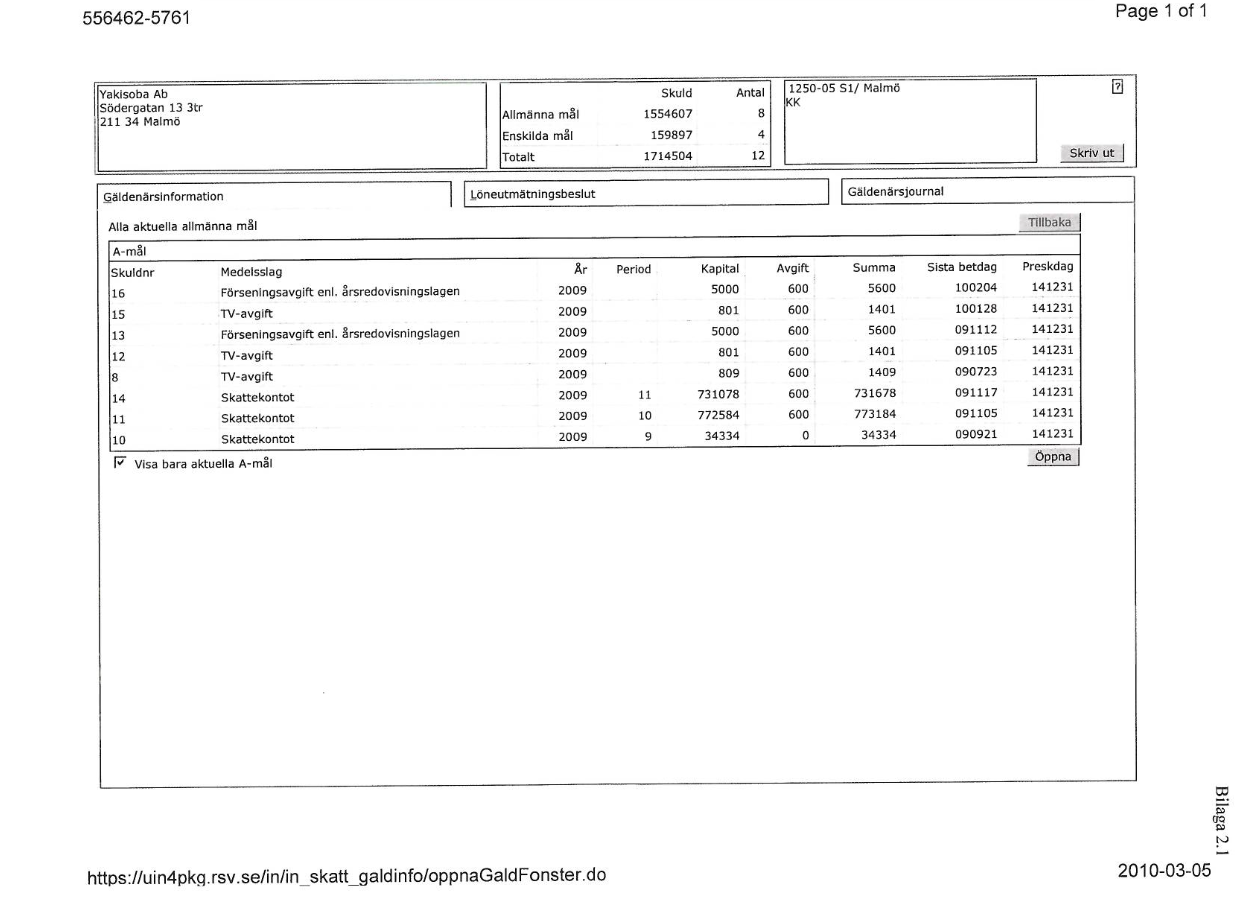 556462-5761
Page 1 of 1
Yakisoba Ab
Södergatan 13 3tr
211 34 Malmö
Skuld Antal
Allmänna mål 1554607 8
Enskilda mål 159897 4
Totalt 1714504 12
1250-05 S1/ Malmö
KK
?
Skriv ut
Gäldenärsinformation
Löneutmätningsbeslut
Gäldenärsjournal
Alla aktuella allmänna mål
Tillbaka
A-mål
Skuldnr Medelsslag År Period Kapital Avgift Summa Sista betdag Preskdag
16 Förseningsavgift enl. årsredovisningslagen 2009 5000 600 5600 100204 141231
15 TV-avgift 2009 801 600 1401 100128 141231
13 Förseningsavgift enl. årsredovisningslagen 2009 5000 600 5600 091112 141231
12 TV-avgift 2009 801 600 1401 091105 141231
8 TV-avgift 2009 809 600 1409 090723 141231
14 Skattekontot 2009 11 731078 600 731678 091117 141231
11 Skattekontot 2009 10 772584 600 773184 091105 141231
10 Skattekontot 2009 9 34334 0 34334 090921 141231
Visa bara aktuella A-mål
Öppna
Bilaga 2.1
https://uin4pkg.rsv.se/in/in_skatt_galdinfo/oppnaGaldFonster.do
2010-03-05